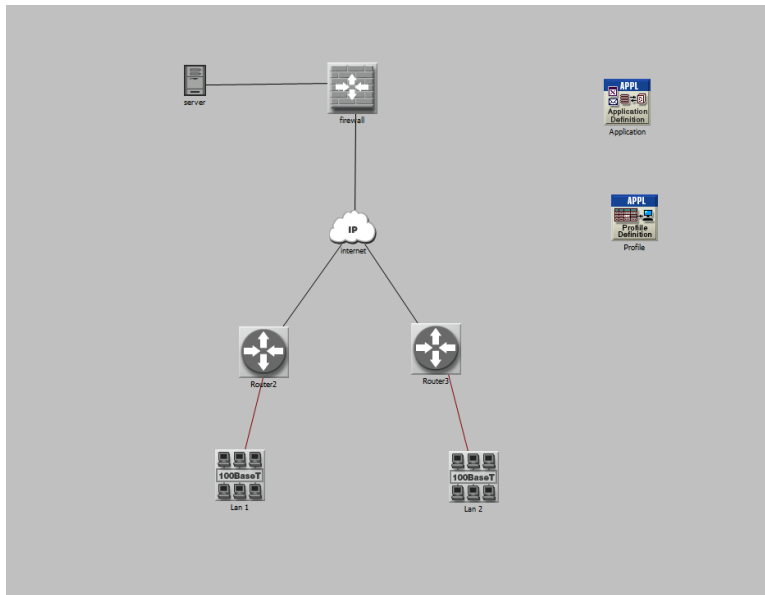 server
firewall
APPL
Application
Definition
Application
APPL
Profile
Definition
Profile
IP
internet
Router2
Router3
100BaseT
Lan 1
100BaseT
Lan 2